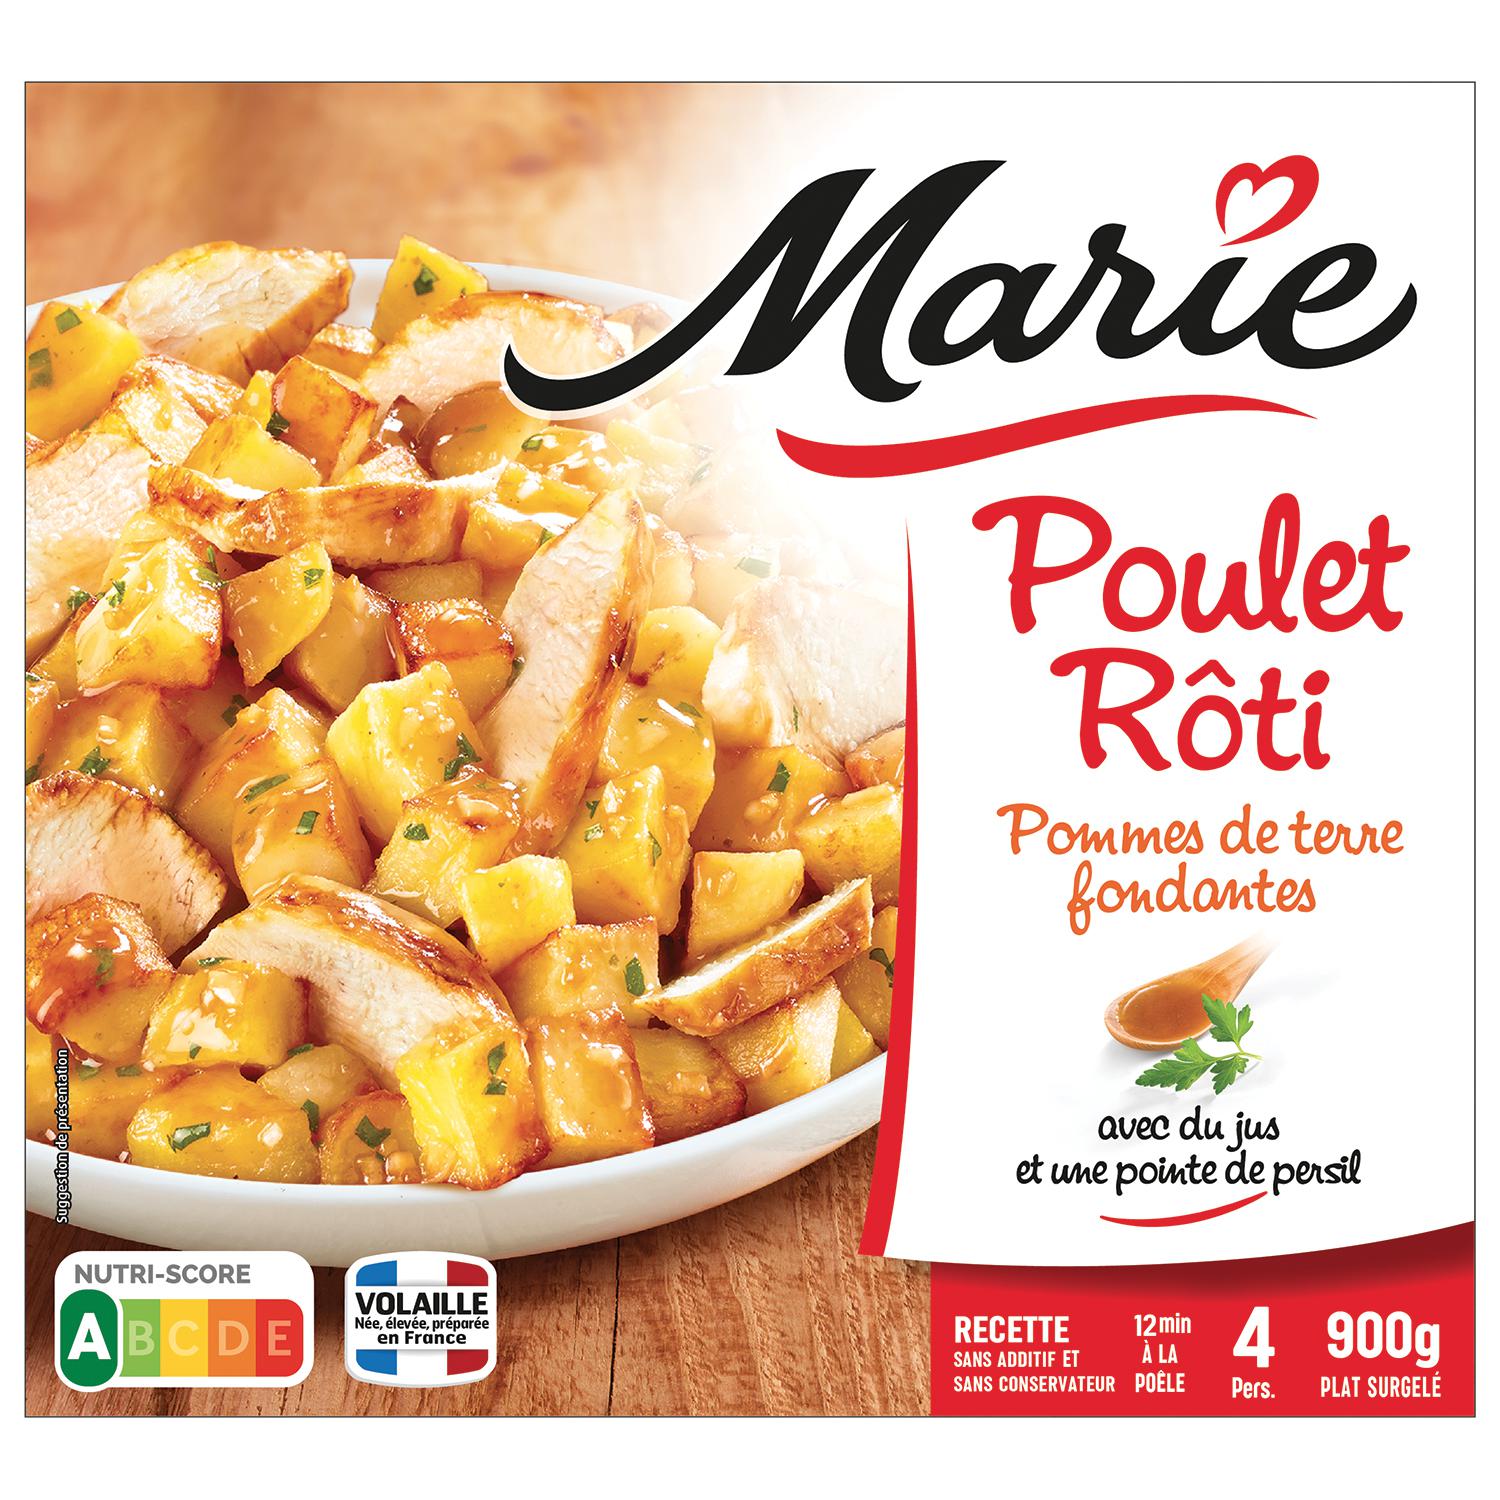 Marie
Poulet
Rôti
Pommes de terre
fondantes
avec du jus
et une pointe de persil
Suggestion de présentation
NUTRI-SCORE
A B C D E
VOLAILLE
Née, élevée, préparée
en France
RECETTE
SANS ADDITIF ET
SANS CONSERVATEUR
12min
À LA
POÊLE
4
Pers.
900g
PLAT SURGELÉ